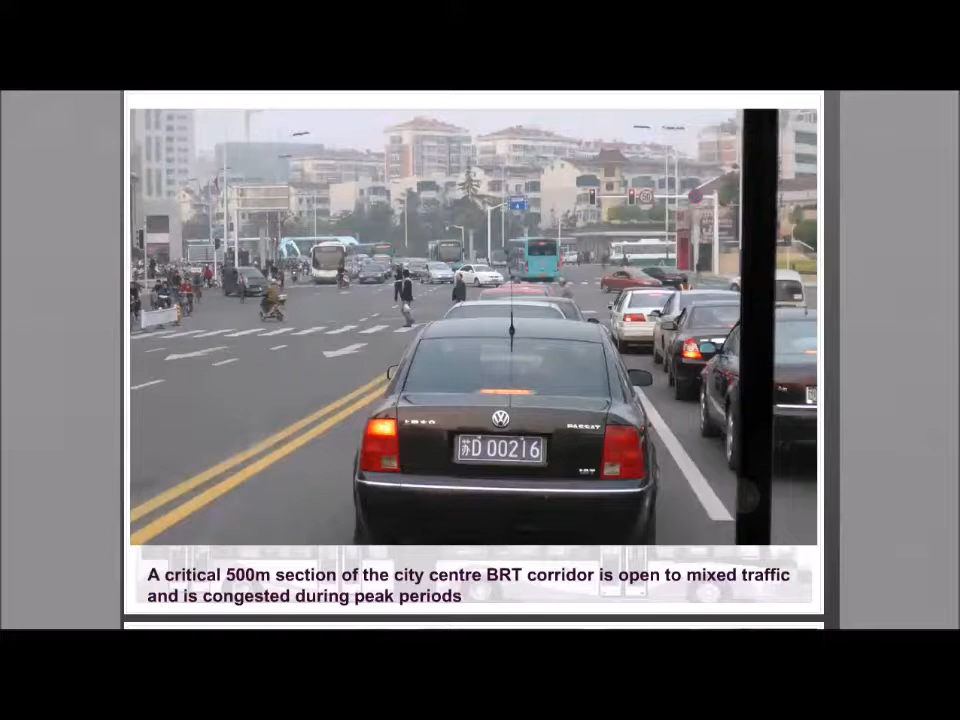 PASSAT
苏D 00216
A critical 500m section of the city centre BRT corridor is open to mixed traffic
and is congested during peak periods